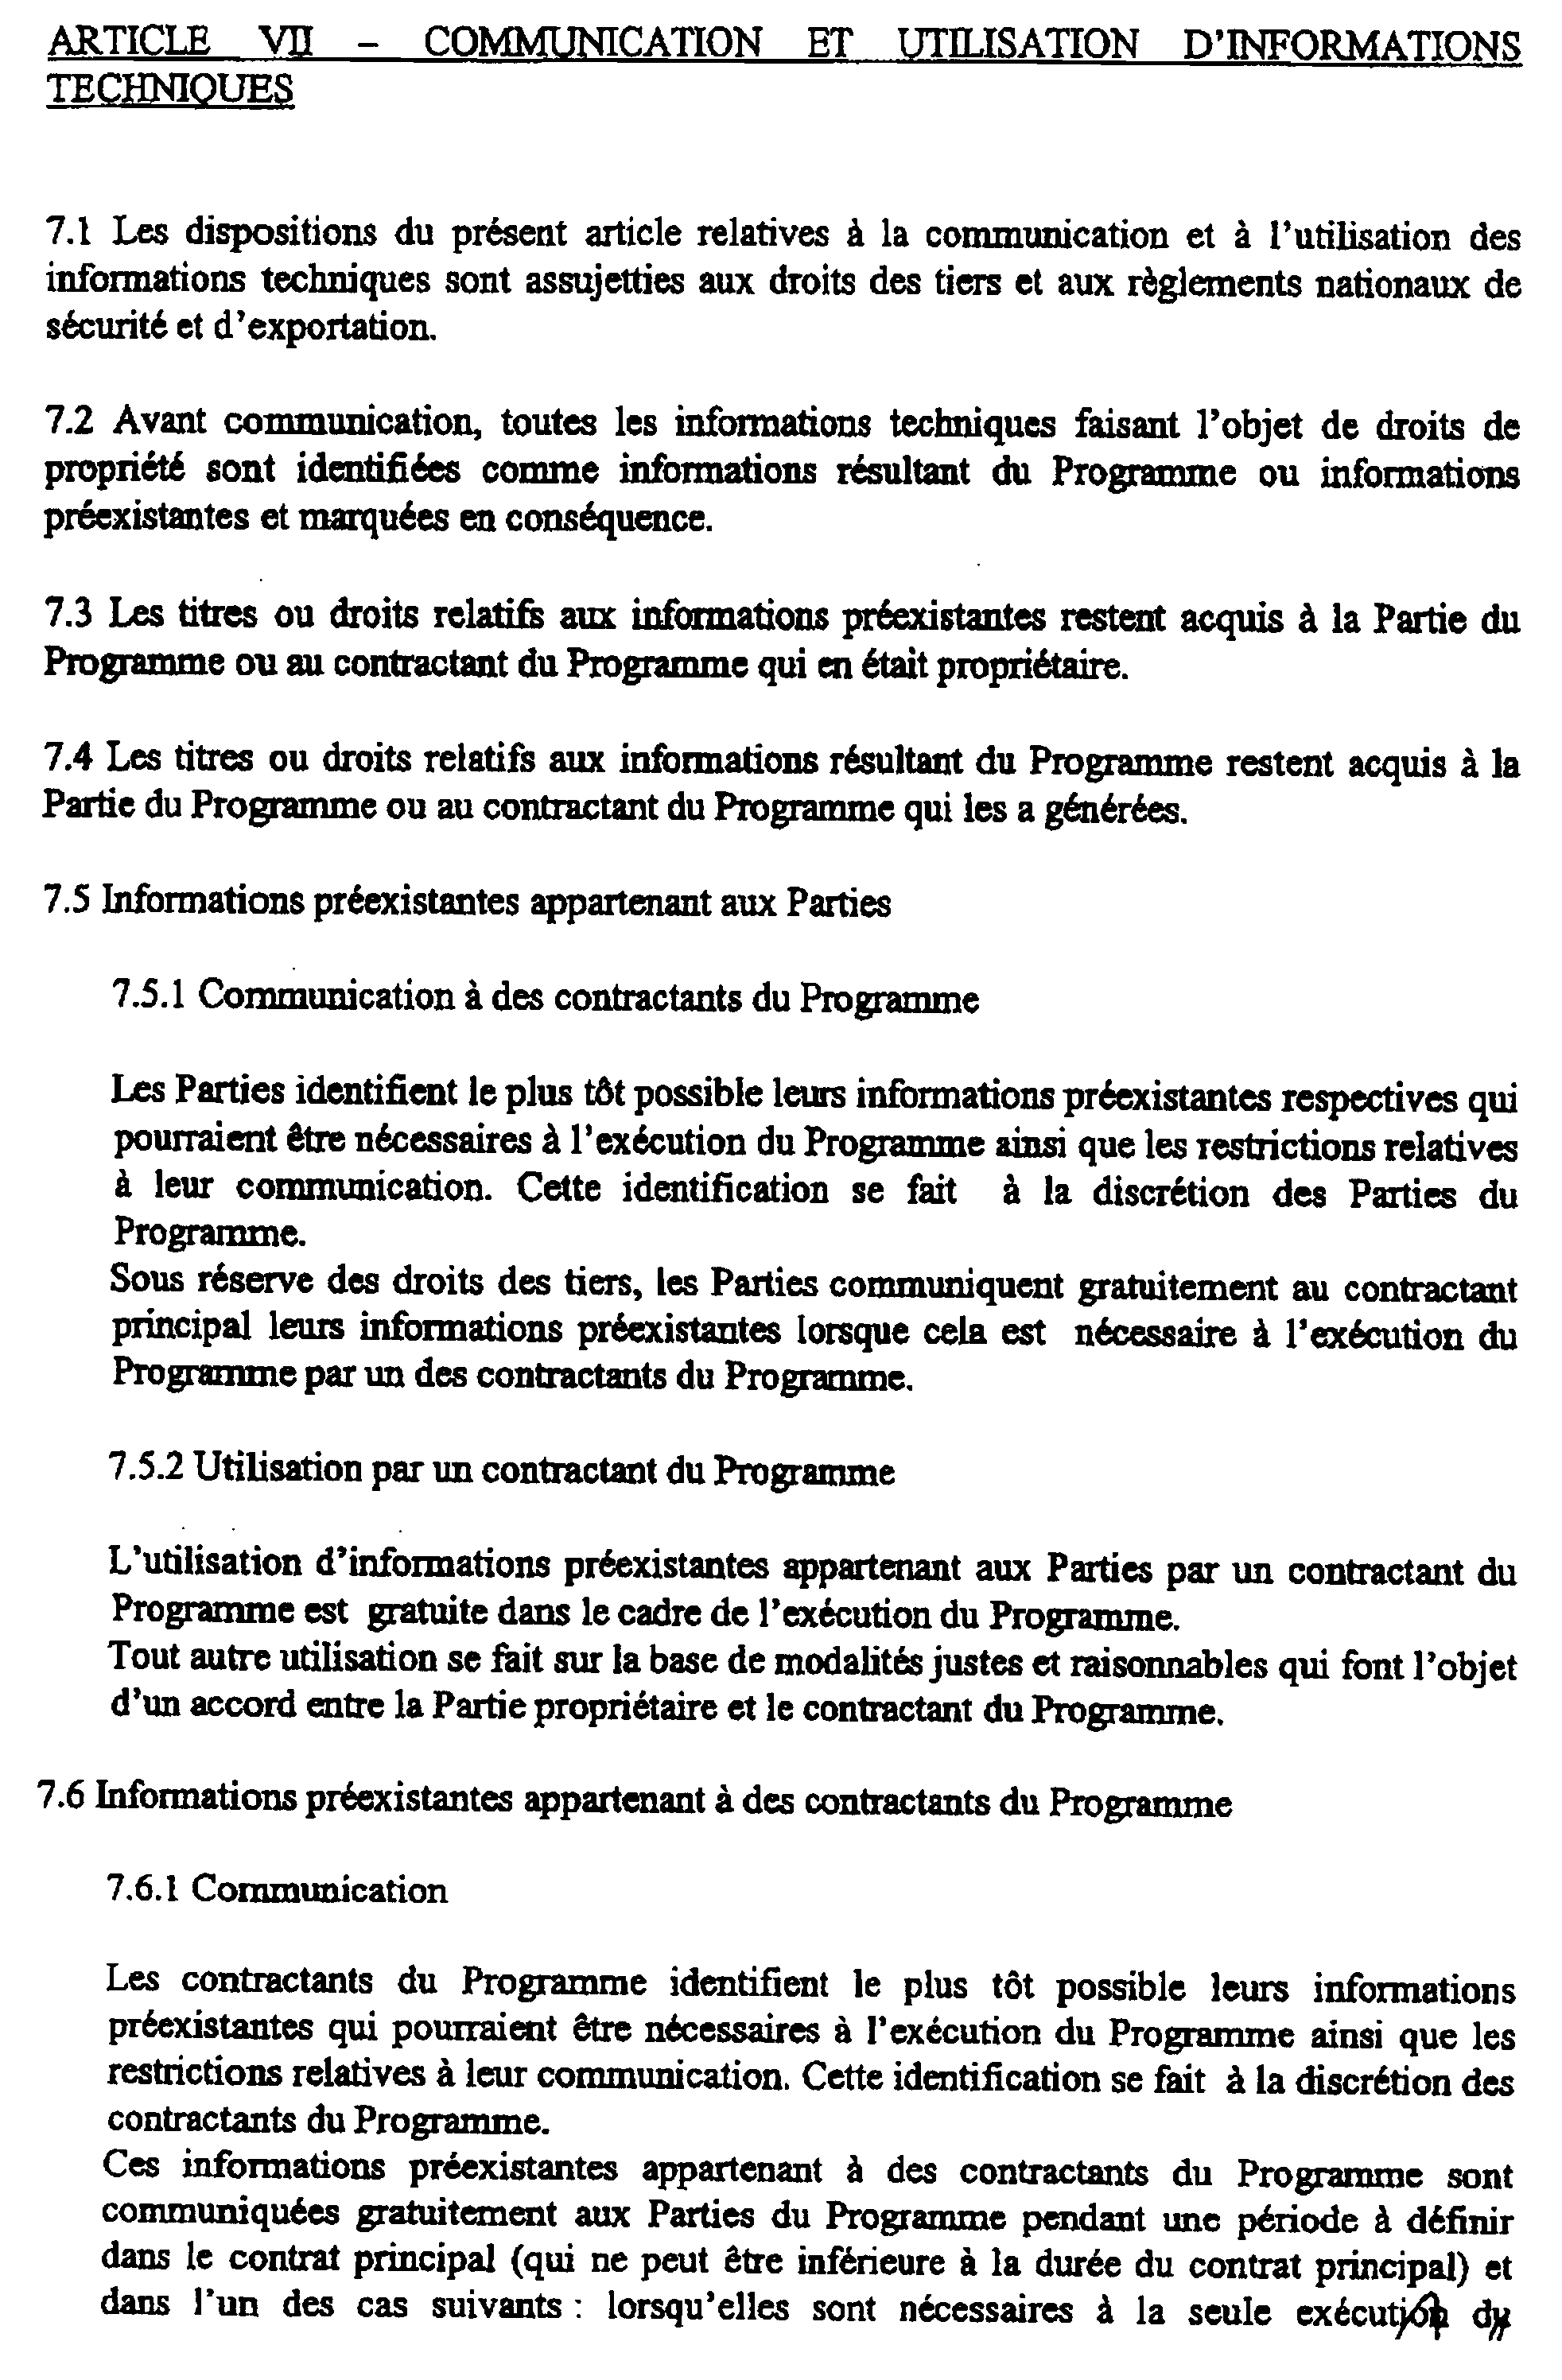 ARTICLE VII – COMMUNICATION ET UTILISATION D'INFORMATIONS
TECHNIQUES
7.1 Les dispositions du présent article relatives à la communication et à l'utilisation des
informations techniques sont assujetties aux droits des tiers et aux règlements nationaux de
sécurité et d'exportation.
7.2 Avant communication, toutes les informations techniques faisant l'objet de droits de
propriété sont identifiées comme informations résultant du Programme ou informations
préexistantes et marquées en conséquence.
7.3 Les titres ou droits relatifs aux informations préexistantes restent acquis à la Partie du
Programme ou au contractant du Programme qui en était propriétaire.
7.4 Les titres ou droits relatifs aux informations résultant du Programme restent acquis à la
Partie du Programme ou au contractant du Programme qui les a générées.
7.5 Informations préexistantes appartenant aux Parties
7.5.1 Communication à des contractants du Programme
Les Parties identifient le plus tôt possible leurs informations préexistantes respectives qui
pourraient être nécessaires à l'exécution du Programme ainsi que les restrictions relatives
à leur communication. Cette identification se fait à la discrétion des Parties du
Programme.
Sous réserve des droits des tiers, les Parties communiquent gratuitement au contractant
principal leurs informations préexistantes lorsque cela est nécessaire à l'exécution du
Programme par un des contractants du Programme.
7.5.2 Utilisation par un contractant du Programme
L'utilisation d'informations préexistantes appartenant aux Parties par un contractant du
Programme est gratuite dans le cadre de l'exécution du Programme.
Tout autre utilisation se fait sur la base de modalités justes et raisonnables qui font l'objet
d'un accord entre la Partie propriétaire et le contractant du Programme.
7.6 Informations préexistantes appartenant à des contractants du Programme
7.6.1 Communication
Les contractants du Programme identifient le plus tôt possible leurs informations
préexistantes qui pourraient être nécessaires à l'exécution du Programme ainsi que les
restrictions relatives à leur communication. Cette identification se fait à la discrétion des
contractants du Programme.
Ces informations préexistantes appartenant à des contractants du Programme sont
communiquées gratuitement aux Parties du Programme pendant une période à définir
dans le contrat principal (qui ne peut être inférieure à la durée du contrat principal) et
dans l'un des cas suivants : lorsqu'elles sont nécessaires à la seule exécution du